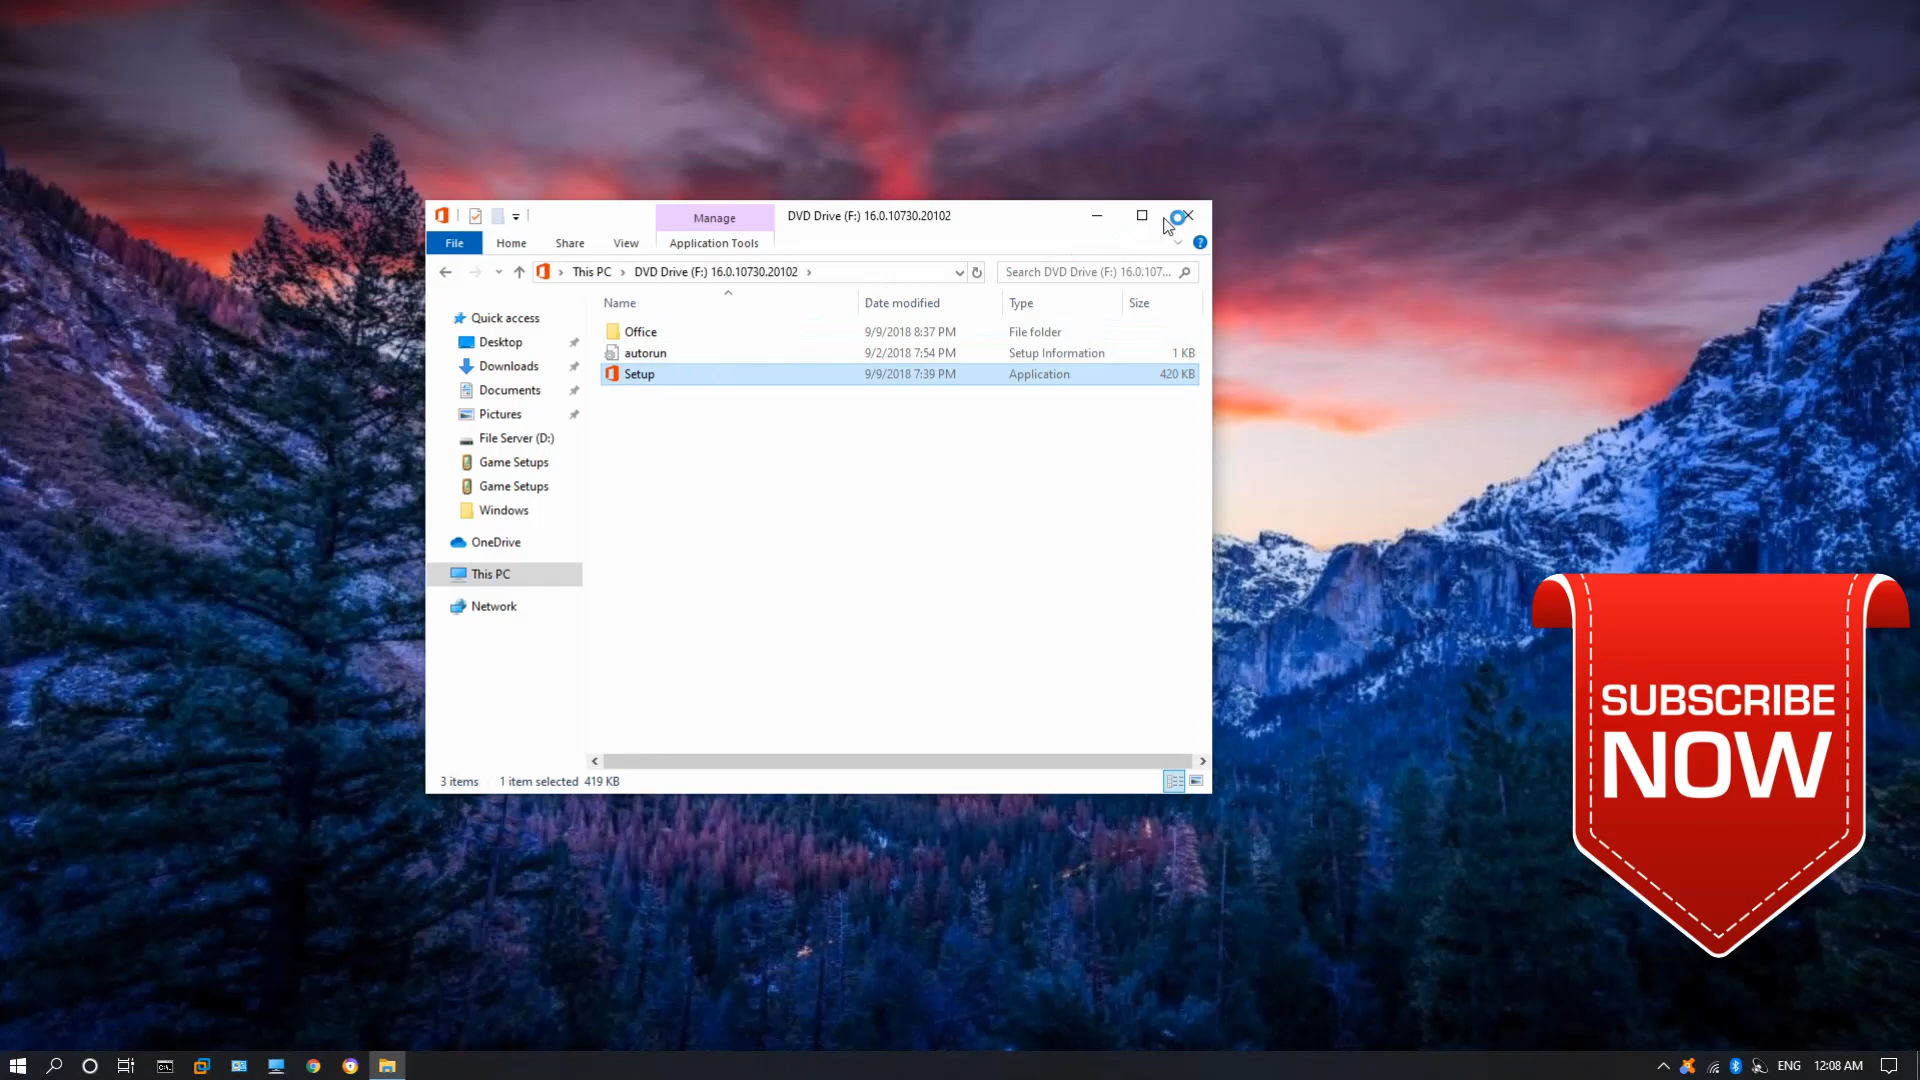 Manage
DVD Drive (F:) 16.0.10730.20102
File
Home
Share
View
Application Tools
This PC
DVD Drive (F:) 16.0.10730.20102
Search DVD Drive (F:) 16.0.107...
Name
Date modified
Type
Size
Office
9/9/2018 8:37 PM
File folder
autorun
9/2/2018 7:54 PM
Setup Information
1 KB
Setup
9/9/2018 7:39 PM
Application
420 KB
Quick access
Desktop
Downloads
Documents
Pictures
File Server (D:)
Game Setups
Game Setups
Windows
OneDrive
This PC
Network
3 items
1 item selected 419 KB
SUBSCRIBE
NOW
ENG
12:08 AM